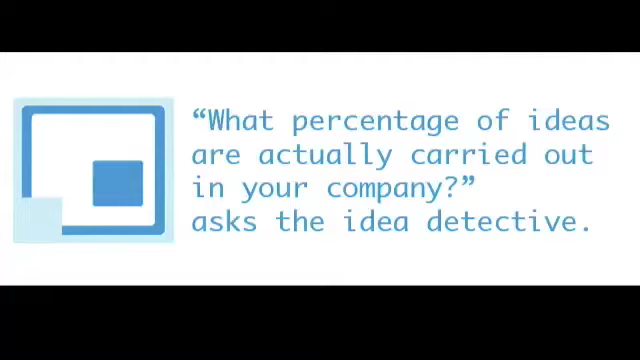 “What percentage of ideas
are actually carried out
in your company?”
asks the idea detective.